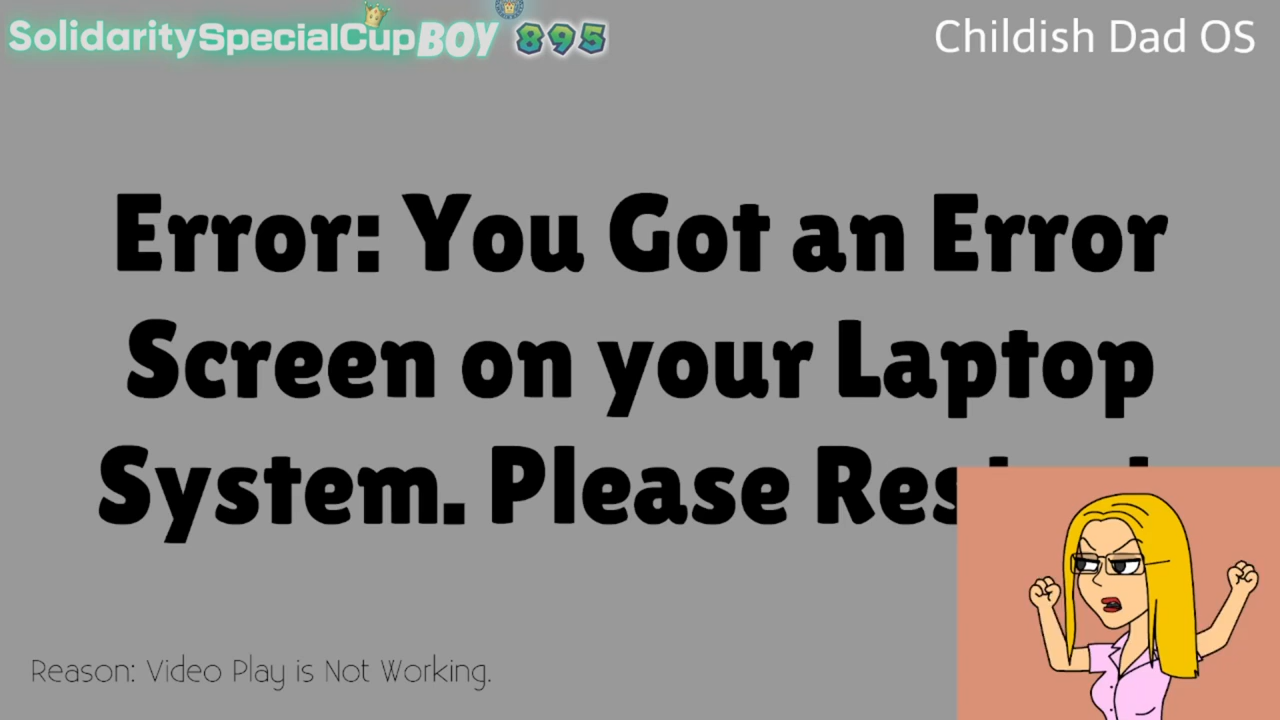 SolidaritySpecialCupBOY 895
Childish Dad OS
Error: You Got an Error
Screen on your Laptop
System. Please
Reason: Video Play is Not Working.